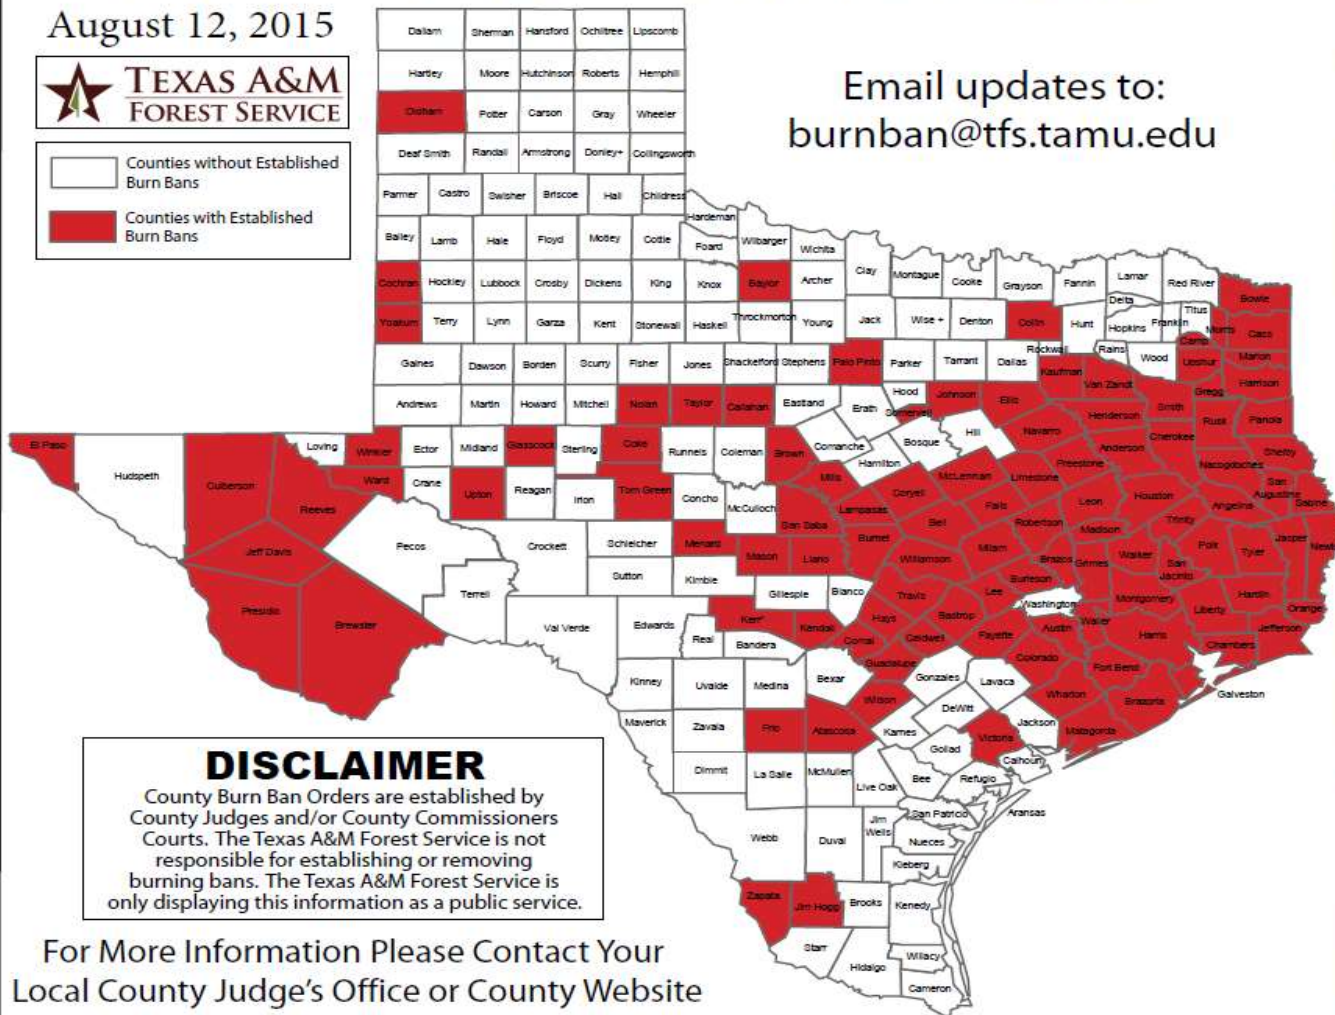 August 12, 2015
TEXAS A&M
FOREST SERVICE
Counties without Established
Burn Bans
Counties with Established
Burn Bans
Email updates to:
burnban@tfs.tamu.edu
Dallam Sherman Hansford Ochiltree Lipscomb
Hartley Moore Hutchinson Roberts Hemphill
Oldham Potter Carson Gray Wheeler
Deaf Smith Randall Armstrong Donley+ Collingsworth
Parmer Castro Swisher Briscoe Hall Childress
Hardeman
Bailey Lamb Hale Floyd Motley Cottle Foard Wilbarger Wichita
Cochran Hockley Lubbock Crosby Dickens King Knox Baylor Archer Clay Montague Cooke Grayson Fannin Lamar Red River Bowie
Delta Titus
Yoakum Terry Lynn Garza Kent Stonewall Haskell Throckmorton Young Jack Wise + Denton Collin Hunt Hopkins Franklin Morris Cass
Camp
Gaines Dawson Borden Scurry Fisher Jones Shackelford Stephens Palo Pinto Parker Tarrant Dallas Rockwall Rains Wood Upshur Marion
Kaufman Van Zandt Gregg Harrison
Andrews Martin Howard Mitchell Nolan Taylor Callahan Eastland Erath Hood Somervell Johnson Ellis Henderson Smith Rusk Panola
El Paso Hudspeth Culberson Reeves Loving Winkler Ector Midland Glasscock Sterling Coke Runnels Coleman Brown Comanche Hamilton Bosque Hill Navarro Anderson Cherokee Shelby
Ward Crane Upton Reagan Irion Tom Green Concho McCulloch Mills McLennan Limestone Freestone Nacogdoches
San Saba Lampasas Coryell Falls Leon Houston Angelina San Augustine Sabine
Jeff Davis Pecos Crockett Schleicher Menard Mason Llano Burnet Bell Robertson Madison Trinity Polk Tyler Jasper Newt
Williamson Milam Brazos Grimes Walker San Jacinto
Terrell Sutton Kimble Gillespie Blanco Travis Lee Burleson Washington Montgomery Liberty Hardin Orange
Presidio Brewster Val Verde Edwards Real Kerr* Kendall Bandera Comal Hays Caldwell Bastrop Fayette Austin Waller Harris Jefferson
Chambers
Kinney Uvalde Medina Bexar Guadalupe Gonzales Lavaca Colorado Fort Bend
Wilson DeWitt Wharton Brazoria Galveston
Maverick Zavala Frio Atascosa Karnes Goliad Victoria Jackson Matagorda
Dimmit La Salle McMullen Live Oak Bee Refugio Calhoun
San Patricio Aransas
Webb Duval Jim Wells Nueces
Kleberg
Zapata Jim Hogg Brooks Kenedy
Starr Hidalgo Willacy
Cameron
DISCLAIMER
County Burn Ban Orders are established by
County Judges and/or County Commissioners
Courts. The Texas A&M Forest Service is not
responsible for establishing or removing
burning bans. The Texas A&M Forest Service is
only displaying this information as a public service.
For More Information Please Contact Your
Local County Judge's Office or County Website